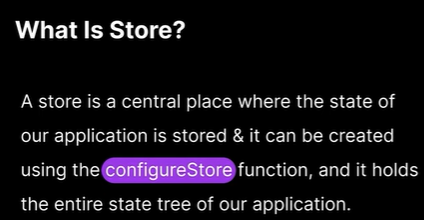 What Is Store?
A store is a central place where the state of
our application is stored & it can be created
using the configureStore function, and it holds
the entire state tree of our application.